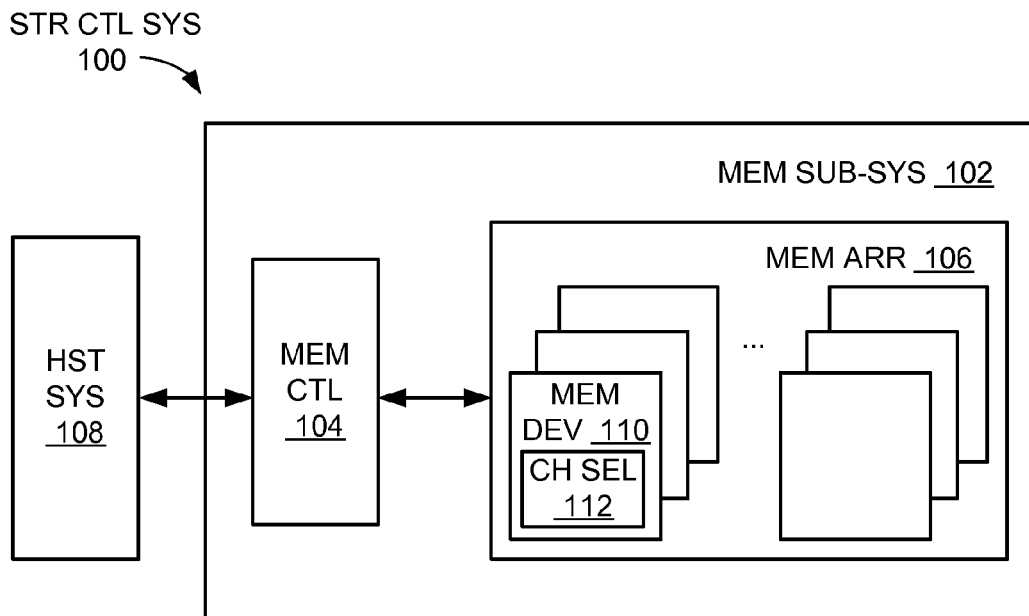 STR CTL SYS
100
MEM SUB-SYS 102
MEM ARR 106
HST
SYS
108
MEM
CTL
104
MEM
DEV 110
CH SEL
112
...